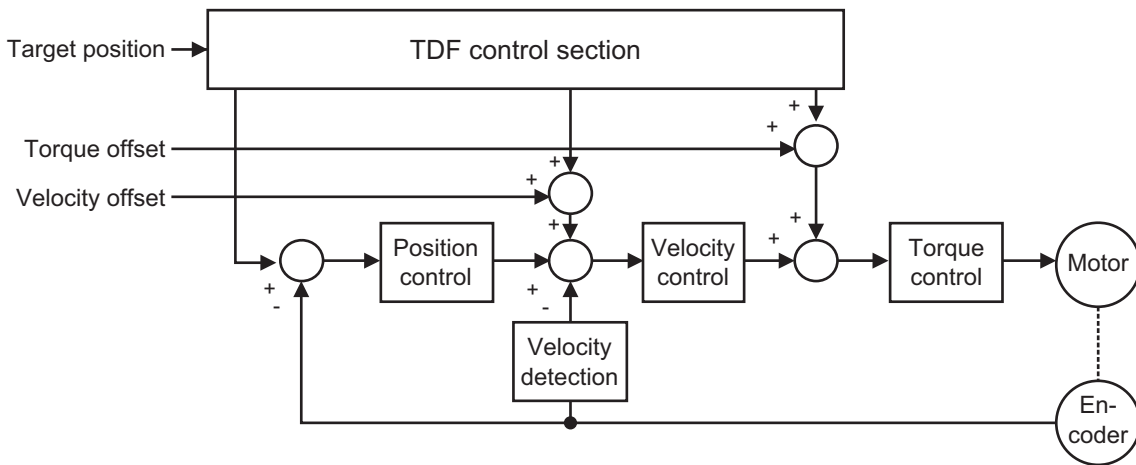 TDF control section
Target position
+
+
Torque offset
+
+
Velocity offset
+
+
Position
control
Velocity
control
+
Torque
control
Motor
+
-
+
-
Velocity
detection
En-
coder